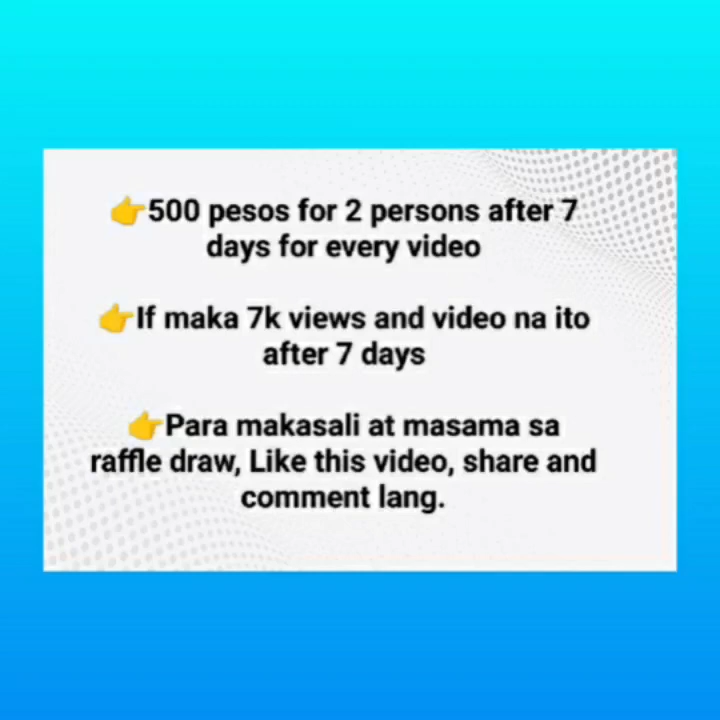 👉500 pesos for 2 persons after 7
days for every video
👉If maka 7k views and video na ito
after 7 days
👉Para makasali at masama sa
raffle draw, Like this video, share and
comment lang.